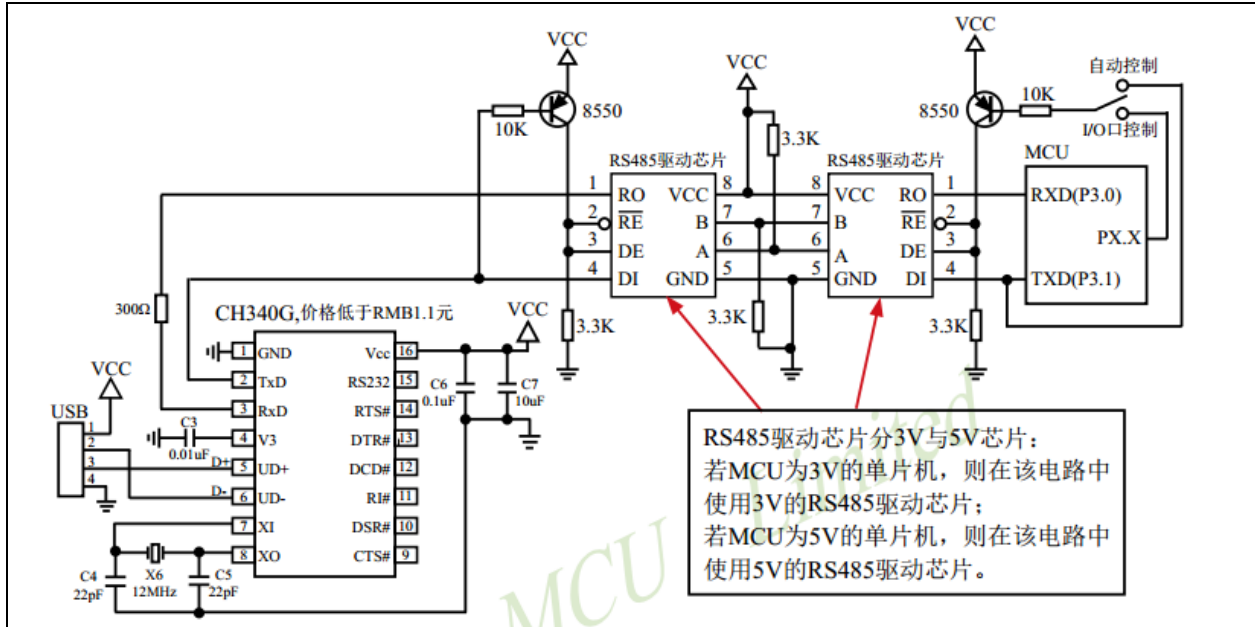 VCC
VCC
VCC
自动控制
10K
8550
8550
10K
I/O口控制
3.3K
MCU
RS485驱动芯片
RS485驱动芯片
1 RO VCC 8
8 VCC RO 1
RXD(P3.0)
2 RE B 7
7 B RE 2
PX.X
3 DE A 6
6 A DE 3
4 DI GND 5
5 GND DI 4
TXD(P3.1)
300Ω
3.3K
3.3K
3.3K
CH340G,价格低于RMB1.1元
VCC
1 GND Vcc 16
2 TxD RS232 15
C6
0.1uF
C7
10uF
VCC
USB
1
2
3
4
3 RxD RTS# 14
C3
0.01uF
4 V3 DTR# 13
D+
5 UD+ DCD# 12
D-
6 UD- RI# 11
7 XI DSR# 10
8 XO CTS# 9
C4
22pF
X6
12MHz
C5
22pF
RS485驱动芯片分3V与5V芯片；
若MCU为3V的单片机，则在该电路中
使用3V的RS485驱动芯片；
若MCU为5V的单片机，则在该电路中
使用5V的RS485驱动芯片。
MCU Limited